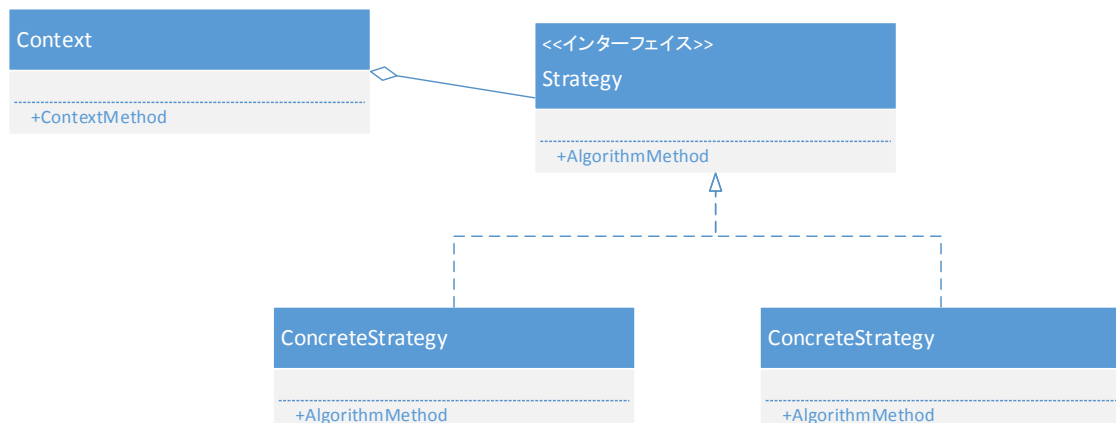 Context
+ContextMethod
<<インターフェイス>>
Strategy
+AlgorithmMethod
ConcreteStrategy
+AlgorithmMethod
ConcreteStrategy
+AlgorithmMethod